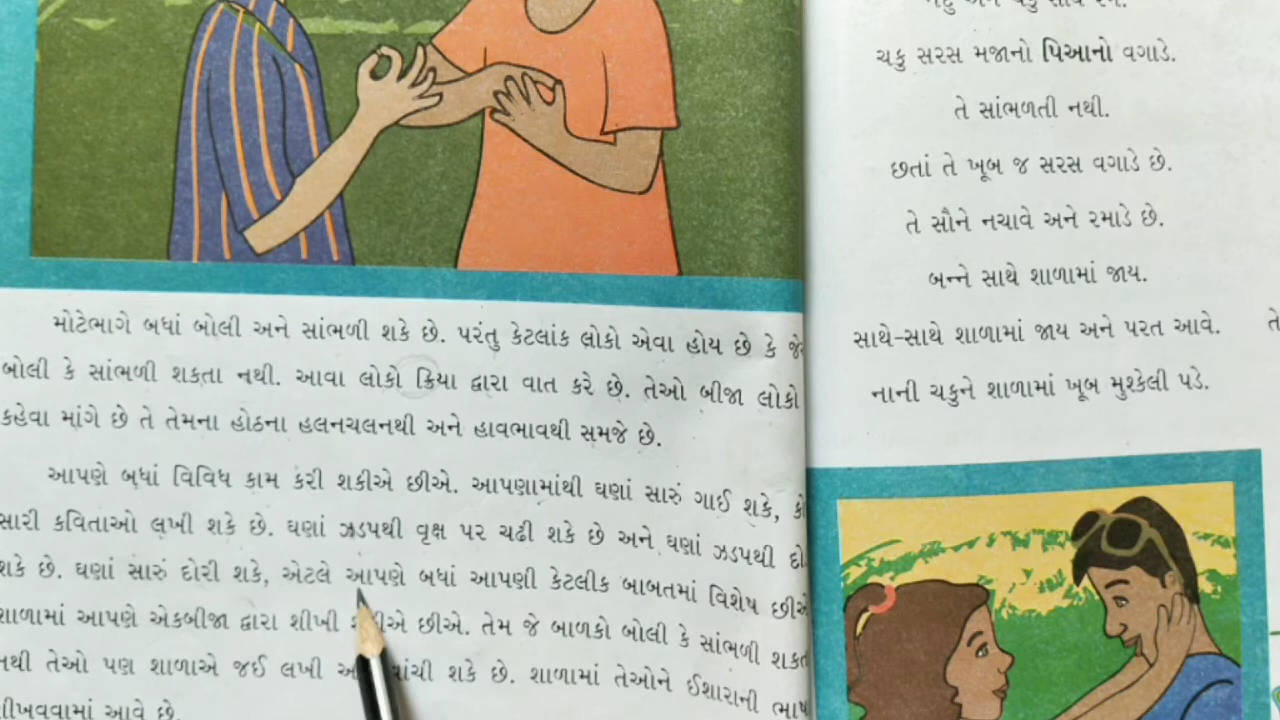 મોટેભાગે બધાં બોલી અને સાંભળી શકે છે. પરંતુ કેટલાંક લોકો એવા હોય છે કે
બોલી કે સાંભળી શકતા નથી. આવા લોકો ક્રિયા દ્વારા વાત કરે છે. તેઓ બીજા લોકો
કહેવા માંગે છે તે તેમના હોઠના હલનચલનથી અને હાવભાવથી સમજે છે.
આપણે બધાં વિવિધ કામ કરી શકીએ છીએ. આપણામાંથી ઘણાં સારું ગાઈ શકે,
સારી કવિતાઓ લખી શકે છે. ઘણાં ઝડપથી વૃક્ષ પર ચઢી શકે છે અને ઘણાં ઝડપથી
શકે છે. ઘણાં સારું દોરી શકે, એટલે આપણે બધાં આપણી કેટલીક બાબતમાં વિશેષ છીએ
શાળામાં આપણે એકબીજા દ્વારા શીખી છીએ. તેમ જે બાળકો બોલી કે સાંભળી
નથી તેઓ પણ શાળાએ જઈ લખી શકે છે. શાળામાં તેઓને ઈશારાની
શીખવવામાં આવે છે.
ચકુ સરસ મજાનો પિઆનો વગાડે.
તે સાંભળતી નથી.
છતાં તે ખૂબ જ સરસ વગાડે છે.
તે સૌને નચાવે અને રમાડે છે.
બન્ને સાથે શાળામાં જાય.
સાથે-સાથે શાળામાં જાય અને પરત આવે.
નાની ચકુને શાળામાં ખૂબ મુશ્કેલી પડે.